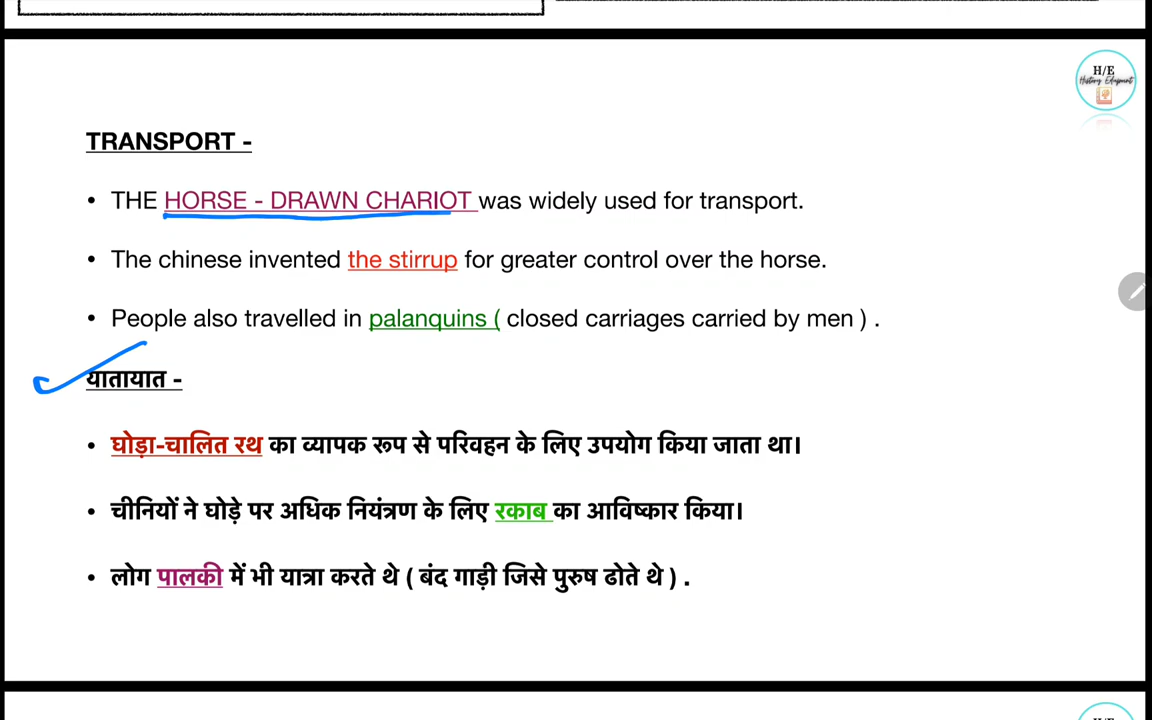 H/E
History Edupoint
TRANSPORT -
• THE HORSE - DRAWN CHARIOT was widely used for transport.
• The chinese invented the stirrup for greater control over the horse.
• People also travelled in palanquins ( closed carriages carried by men ) .
यातायात -
• घोड़ा-चालित रथ का व्यापक रूप से परिवहन के लिए उपयोग किया जाता था।
• चीनियों ने घोड़े पर अधिक नियंत्रण के लिए रकाब का आविष्कार किया।
• लोग पालकी में भी यात्रा करते थे ( बंद गाड़ी जिसे पुरुष ढोते थे ) .